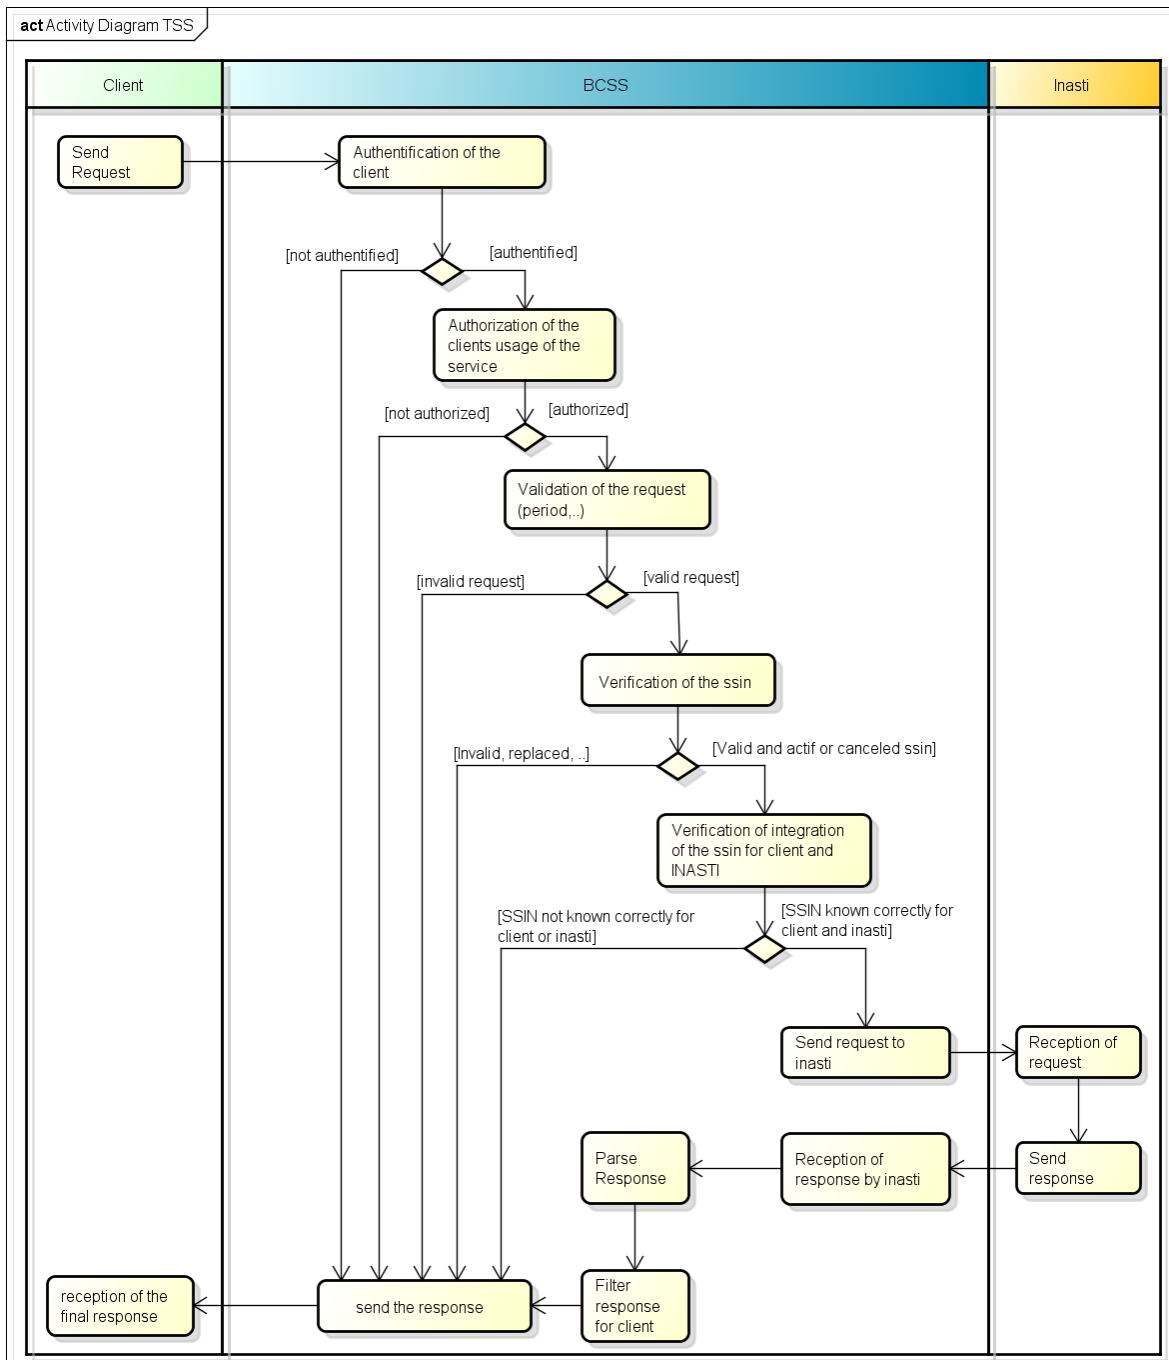 act Activity Diagram TSS
Client
BCSS
Inasti
Send
Request
Authentification of the
client
[not authentified]
[authentified]
Authorization of the
clients usage of the
service
[not authorized]
[authorized]
Validation of the request
(period,..)
[invalid request]
[valid request]
Verification of the ssin
[Invalid, replaced, ..]
[Valid and actif or canceled ssin]
Verification of integration
of the ssin for client and
INASTI
[SSIN not known correctly for
client or inasti]
[SSIN known correctly for
client and inasti]
Send request to
inasti
Reception of
request
Parse
Response
Reception of
response by inasti
Send
response
reception of the
final response
send the response
Filter
response
for client